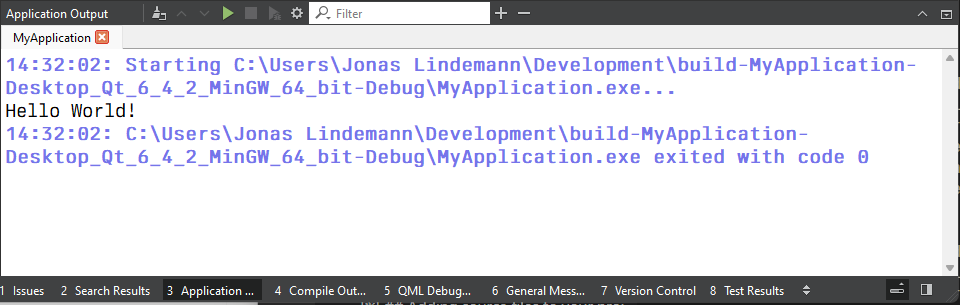 Application Output
Filter
MyApplication
14:32:02: Starting C:\Users\Jonas Lindemann\Development\build-MyApplication-
Desktop_Qt_6_4_2_MinGW_64_bit-Debug\MyApplication.exe...
Hello World!
14:32:02: C:\Users\Jonas Lindemann\Development\build-MyApplication-
Desktop_Qt_6_4_2_MinGW_64_bit-Debug\MyApplication.exe exited with code 0
1 Issues 2 Search Results 3 Application ... 4 Compile Out... 5 QML Debug... 6 General Mess... 7 Version Control 8 Test Results